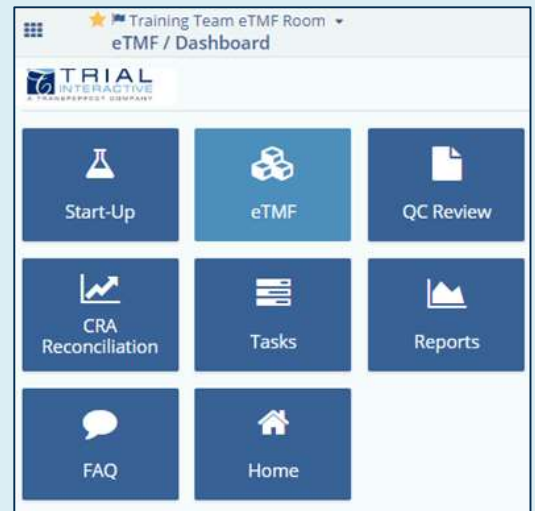 Training Team eTMF Room
eTMF / Dashboard
TRIAL
INTERACTIVE
A TRANSPERFECT COMPANY
Start-Up
eTMF
QC Review
CRA
Reconciliation
Tasks
Reports
FAQ
Home